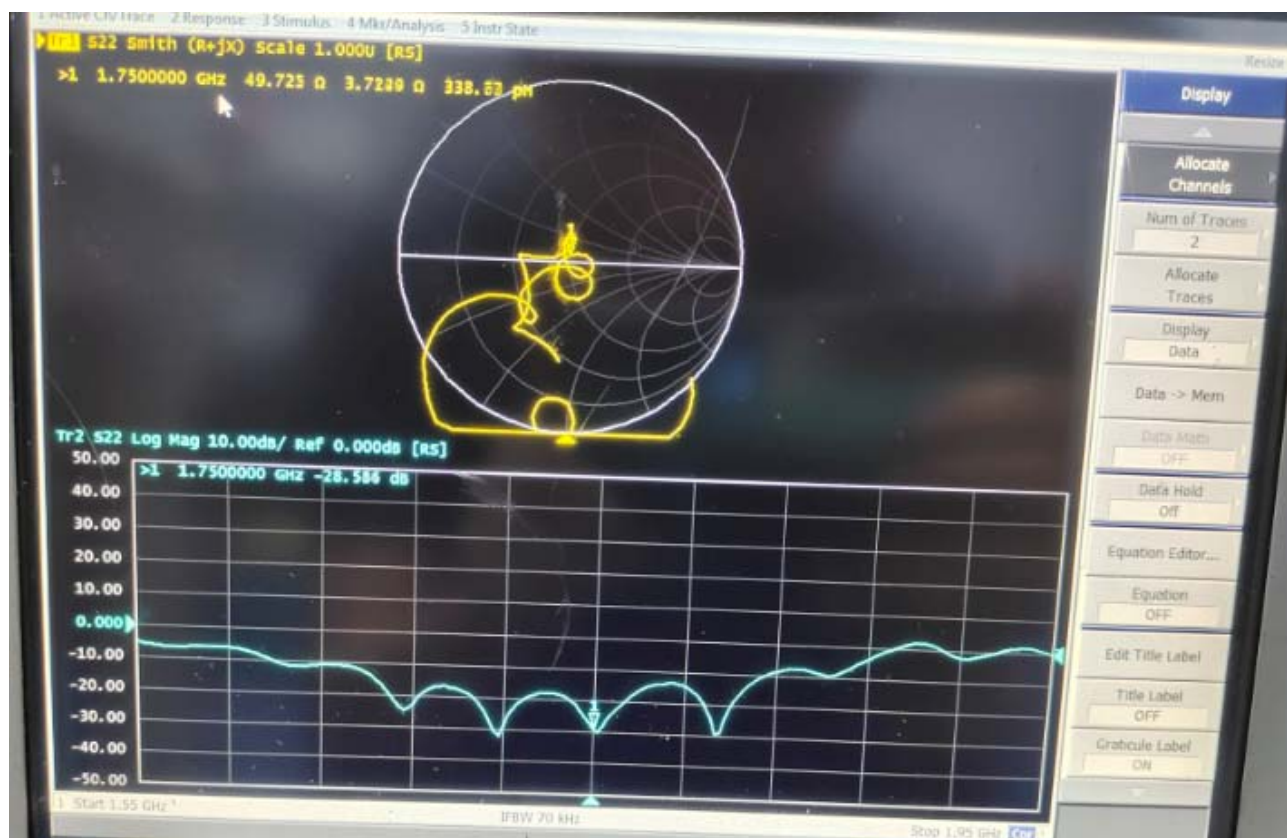 1 Active Ch/Trace 2 Response 3 Stimulus 4 Mkr/Analysis 5 Instr State
Resize
Tr1 S22 Smith (R+jX) Scale 1.000U [RS]
>1 1.7500000 GHz 49.723 Ω 3.7289 Ω pH
Display
Allocate
Channels
Num of Traces
2
Allocate
Traces
Display
Data
Data -> Mem
Data Math
OFF
Data Hold
Off
Equation Editor...
Equation
OFF
Edit Title Label
Title Label
OFF
Graticule Label
ON
Tr2 S22 Log Mag 10.00dB/ Ref 0.000dB [RS]
50.00
>1 1.7500000 GHz -28.586 dB
40.00
30.00
20.00
10.00
0.000
-10.00
-20.00
-30.00
-40.00
-50.00
1
1 Start 1.55 GHz
IFBW 70 kHz
Stop 1.95 GHz